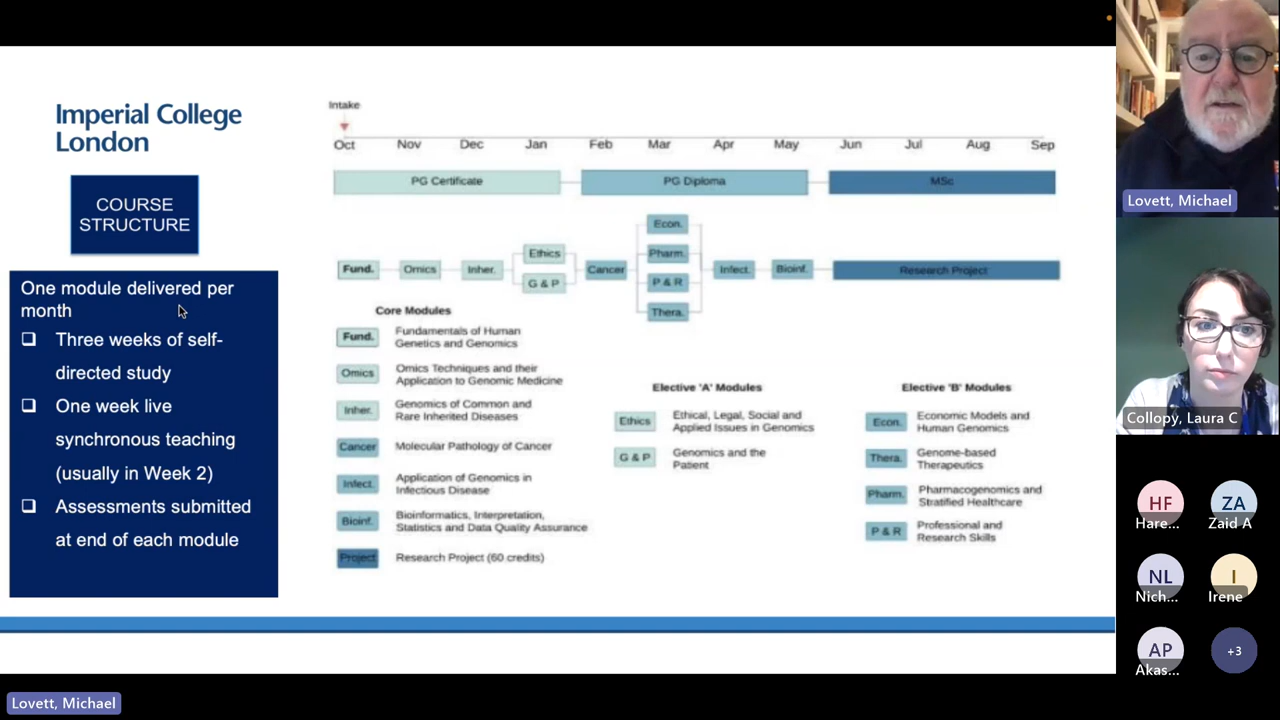 Imperial College
London
COURSE
STRUCTURE
One module delivered per
month
Three weeks of self-
directed study
One week live
synchronous teaching
(usually in Week 2)
Assessments submitted
at end of each module
Intake
Oct Nov Dec Jan Feb Mar Apr May Jun Jul Aug Sep
PG Certificate PG Diploma MSc
Econ.
Ethics Pharm.
Fund. Omics Inher. Cancer Infect. Bioinf. Research Project
G & P P & R
Thera.
Core Modules
Fund. Fundamentals of Human
Genetics and Genomics
Omics Omics Techniques and their
Application to Genomic Medicine
Inher. Genomics of Common and
Rare Inherited Diseases
Cancer Molecular Pathology of Cancer
Infect. Application of Genomics in
Infectious Disease
Bioinf. Bioinformatics, Interpretation,
Statistics and Data Quality Assurance
Project Research Project (60 credits)
Elective 'A' Modules
Ethics Ethical, Legal, Social and
Applied Issues in Genomics
G & P Genomics and the
Patient
Elective 'B' Modules
Econ. Economic Models and
Human Genomics
Thera. Genome-based
Therapeutics
Pharm. Pharmacogenomics and
Stratified Healthcare
P & R Professional and
Research Skills
Lovett, Michael
Collopy, Laura C
HF ZA
Hare... Zaid A
NL I
Nich... Irene
AP +3
Akas...
Lovett, Michael